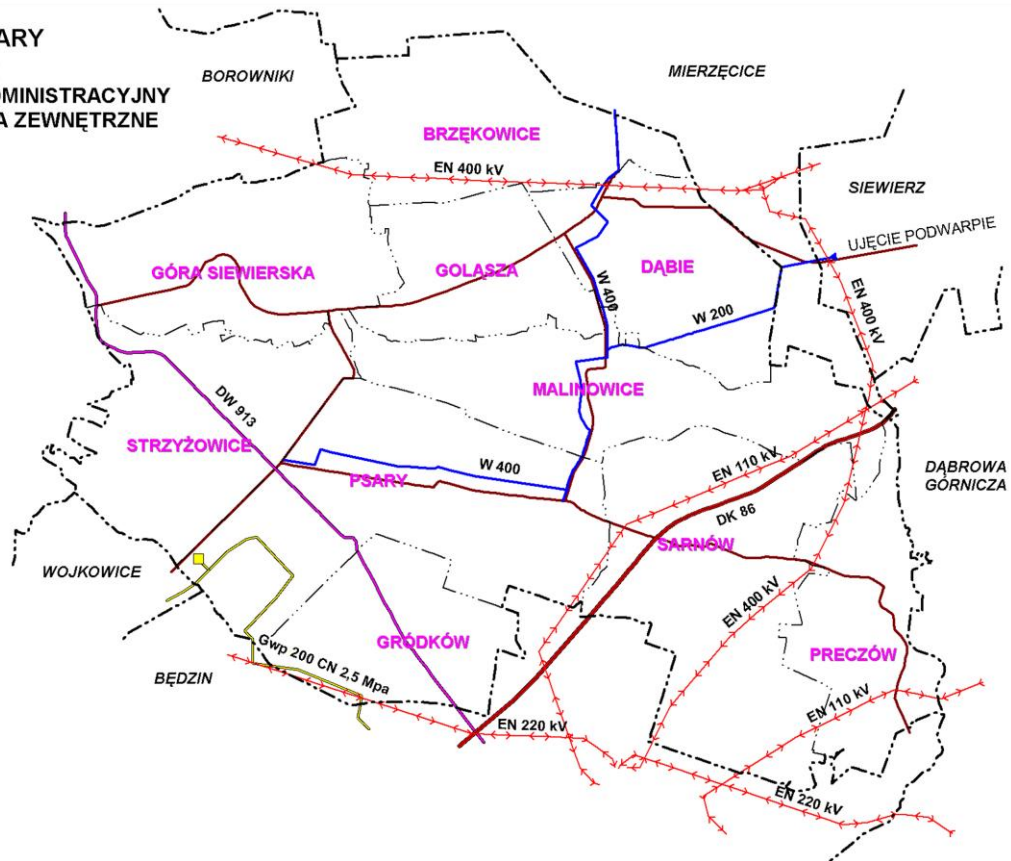 ARY
DMINISTRACYJNY
A ZEWNĘTRZNE
BOROWNIKI
MIERZĘCICE
BRZĘKOWICE
EN 400 kV
SIEWIERZ
UJĘCIE PODWARPIE
GÓRA SIEWIERSKA
GOLASZA
DĄBIE
W 400
W 200
EN 400 kV
MALINOWICE
DW 913
STRZYŻOWICE
W 400
PSARY
EN 110 kV
DĄBROWA
GÓRNICZA
DK 86
SARNÓW
WOJKOWICE
EN 400 kV
GRÓDKÓW
PRECZÓW
Gwp 200 CN 2,5 Mpa
BĘDZIN
EN 110 kV
EN 220 kV
EN 220 kV